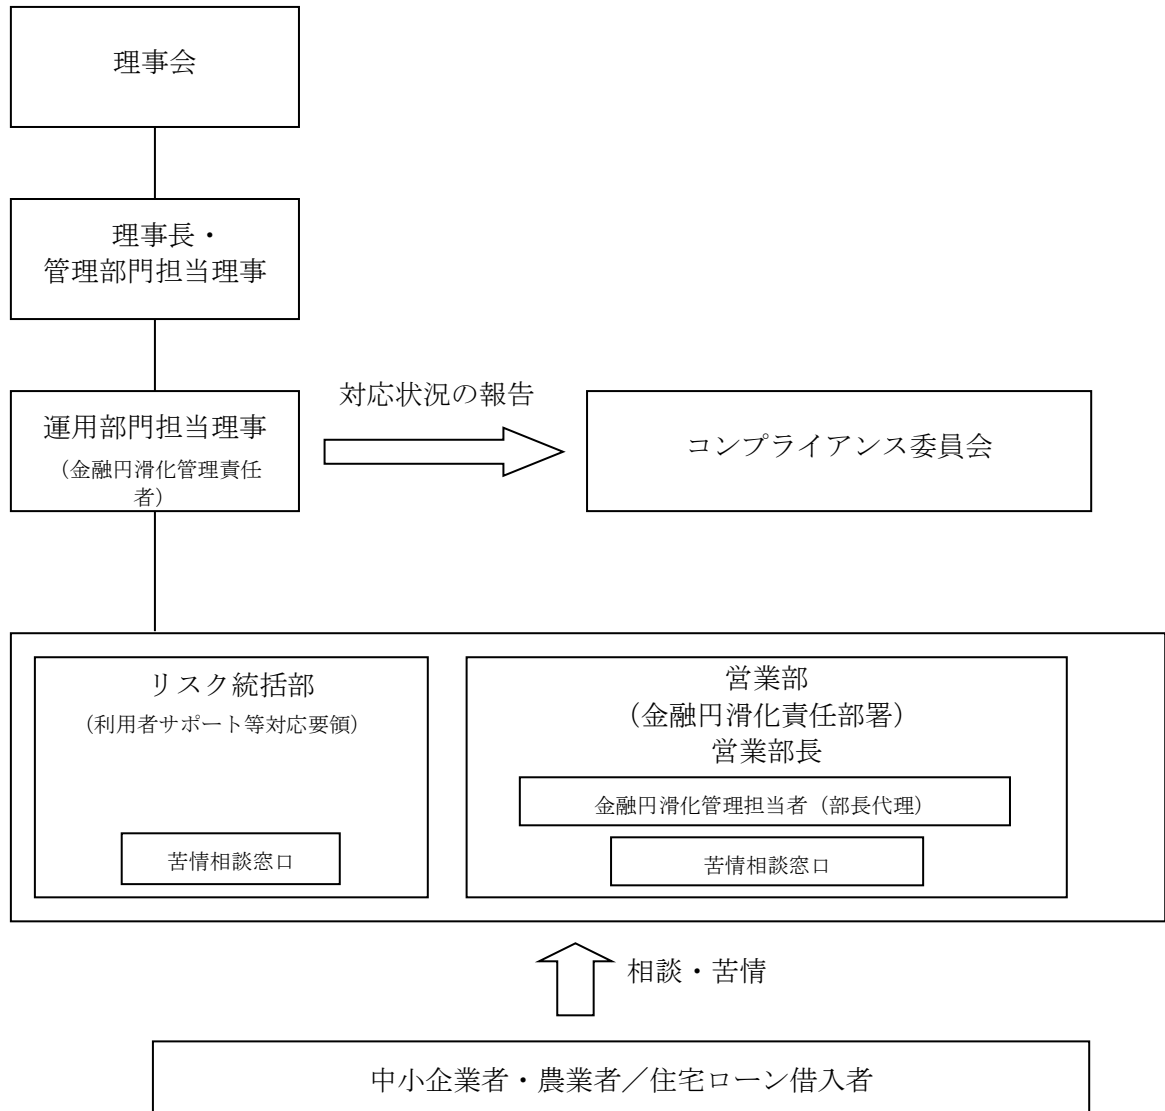 理事会
理事長・
管理部門担当理事
運用部門担当理事
（金融円滑化管理責任
者）
対応状況の報告
コンプライアンス委員会
リスク統括部
（利用者サポート等対応要領）
苦情相談窓口
営業部
（金融円滑化責任部署）
営業部長
金融円滑化管理担当者（部長代理）
苦情相談窓口
相談・苦情
中小企業者・農業者／住宅ローン借入者